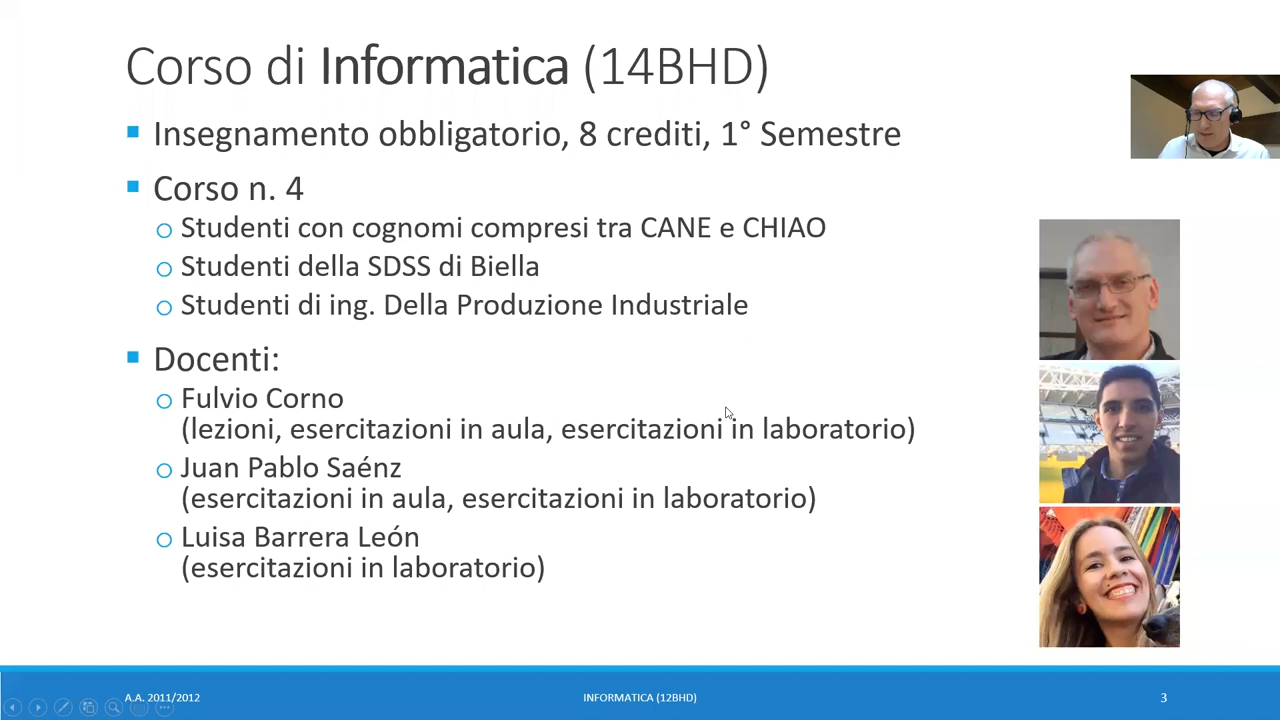 Corso di Informatica (14BHD)
Insegnamento obbligatorio, 8 crediti, 1° Semestre
Corso n. 4
Studenti con cognomi compresi tra CANE e CHIAO
Studenti della SDSS di Biella
Studenti di ing. Della Produzione Industriale
Docenti:
Fulvio Corno
(lezioni, esercitazioni in aula, esercitazioni in laboratorio)
Juan Pablo Saénz
(esercitazioni in aula, esercitazioni in laboratorio)
Luisa Barrera León
(esercitazioni in laboratorio)
A.A. 2011/2012
INFORMATICA (12BHD)
3